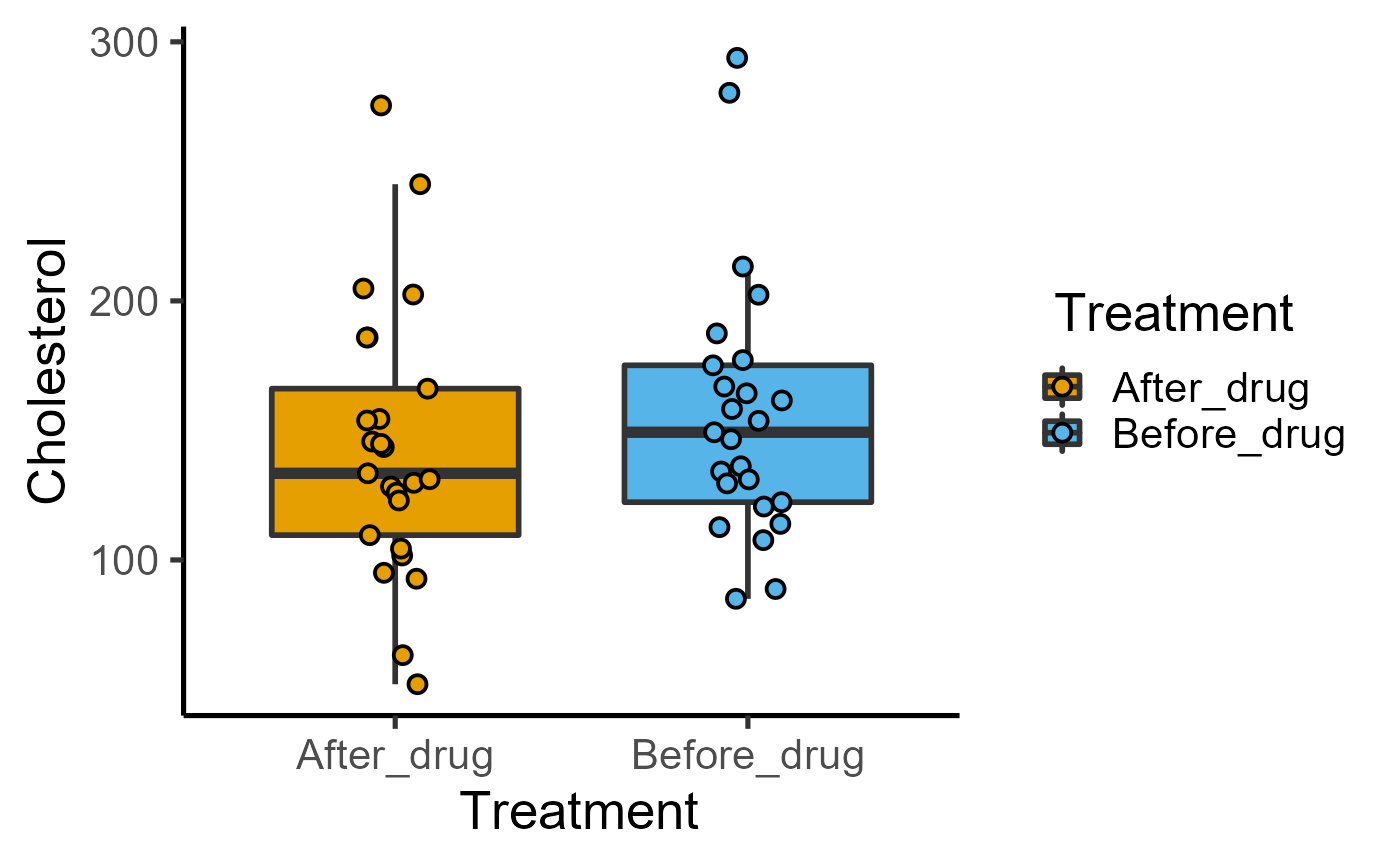 300
200
100
Cholesterol
After_drug
Before_drug
Treatment
Treatment
After_drug
Before_drug